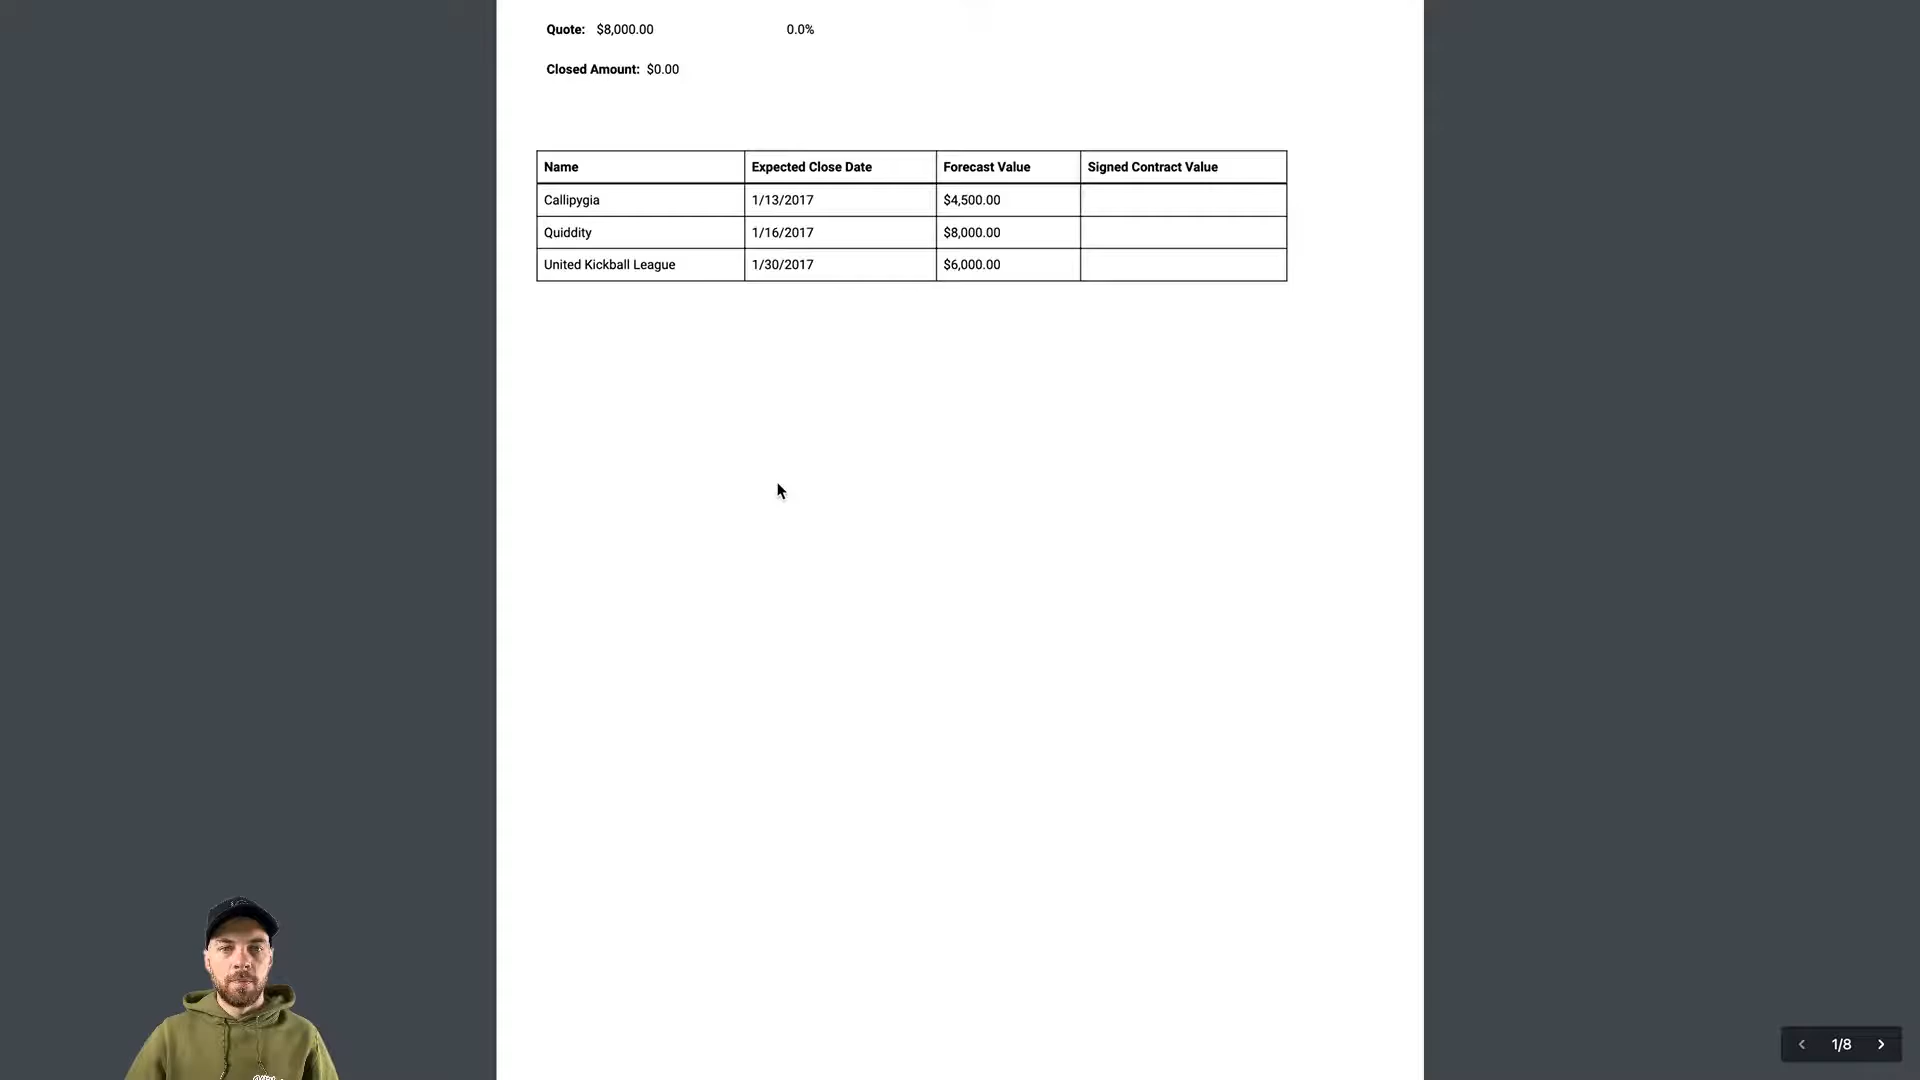 Quote: $8,000.00 0.0%
Closed Amount: $0.00
Name Expected Close Date Forecast Value Signed Contract Value
Callipygia 1/13/2017 $4,500.00
Quiddity 1/16/2017 $8,000.00
United Kickball League 1/30/2017 $6,000.00
1/8